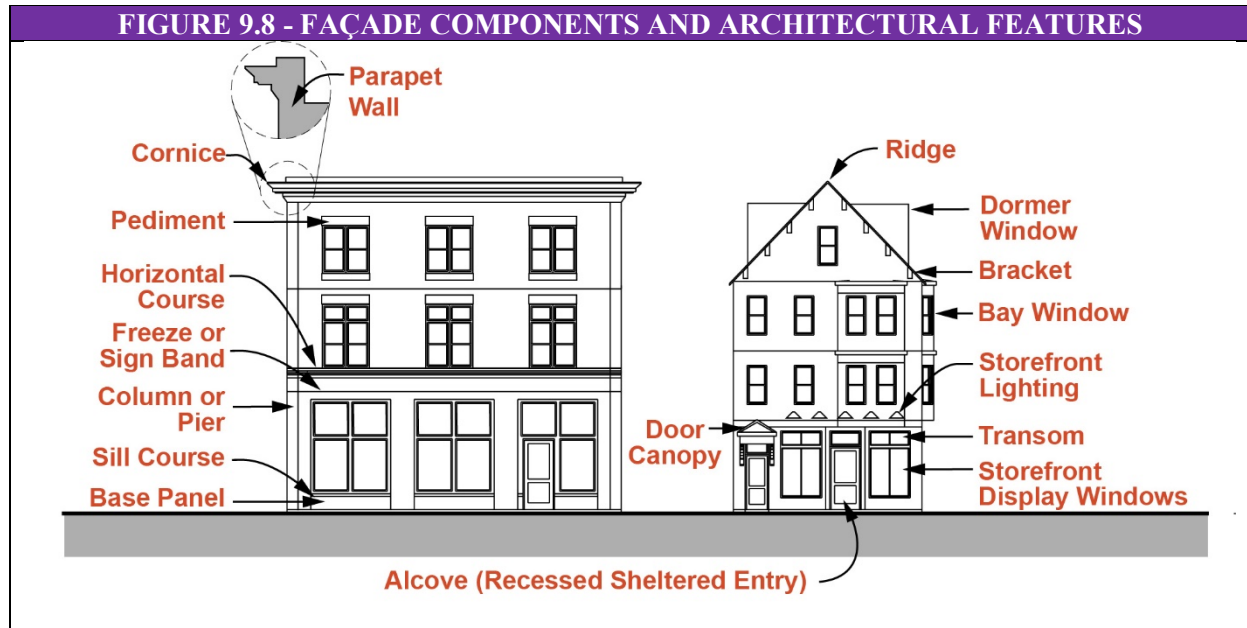 FIGURE 9.8 - FAÇADE COMPONENTS AND ARCHITECTURAL FEATURES
Parapet
Wall
Cornice
Pediment
Horizontal
Course
Freeze or
Sign Band
Column or
Pier
Sill Course
Base Panel
Ridge
Dormer
Window
Bracket
Bay Window
Storefront
Lighting
Door
Canopy
Transom
Storefront
Display Windows
Alcove (Recessed Sheltered Entry)